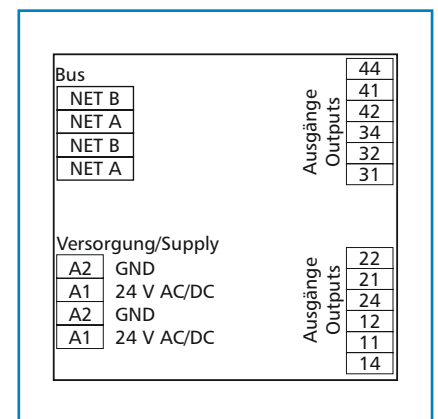 Bus
NET B
NET A
NET B
NET A
Ausgänge
Outputs
44
41
42
34
32
31
Versorgung/Supply
A2 GND
A1 24 V AC/DC
A2 GND
A1 24 V AC/DC
Ausgänge
Outputs
22
21
24
12
11
14